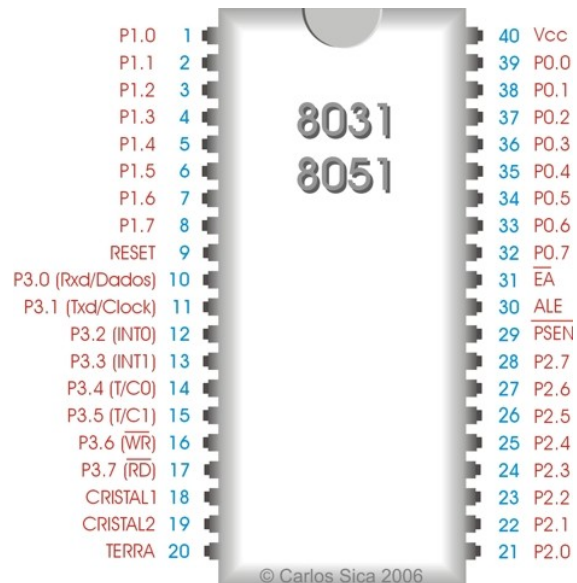 P1.0 1 40 Vcc
P1.1 2 39 P0.0
P1.2 3 38 P0.1
P1.3 4 37 P0.2
P1.4 5 36 P0.3
P1.5 6 35 P0.4
P1.6 7 34 P0.5
P1.7 8 33 P0.6
RESET 9 32 P0.7
P3.0 (Rxd/Dados) 10 31 E̅A̅
P3.1 (Txd/Clock) 11 30 ALE
P3.2 (INT0) 12 29 P̅S̅E̅N̅
P3.3 (INT1) 13 28 P2.7
P3.4 (T/C0) 14 27 P2.6
P3.5 (T/C1) 15 26 P2.5
P3.6 (W̅R̅) 16 25 P2.4
P3.7 (R̅D̅) 17 24 P2.3
CRISTAL1 18 23 P2.2
CRISTAL2 19 22 P2.1
TERRA 20 21 P2.0
8031
8051
© Carlos Sica 2006